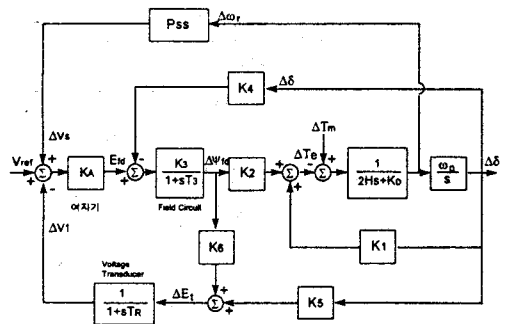 Pss
Δωr
K4
Δδ
ΔVs
ΔTm
Vref
KA
Efd
K3
1+sT3
ΔΨfd
K2
ΔTe
1
2Hs+KD
ω0
s
Δδ
여자기
Field Circuit
K1
K6
ΔV1
Voltage
Transducer
1
1+sTR
ΔEt
K5